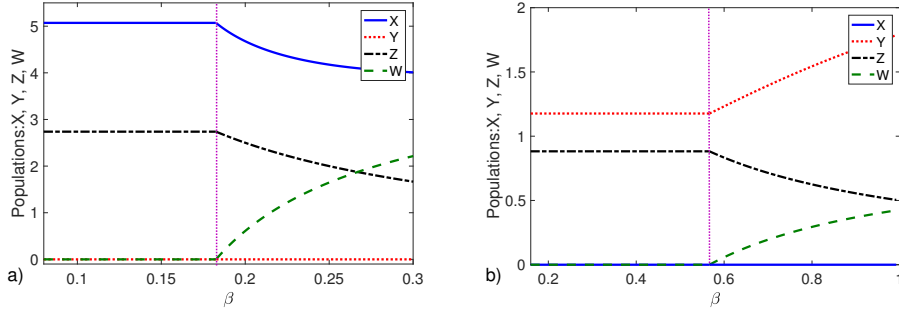 Populations:X, Y, Z, W
5
4
3
2
1
0
0.1
0.15
0.2
0.25
0.3
β
X
Y
Z
W
a)
Populations:X, Y, Z, W
2
1.5
1
0.5
0
0.2
0.4
0.6
0.8
1
β
X
Y
Z
W
b)